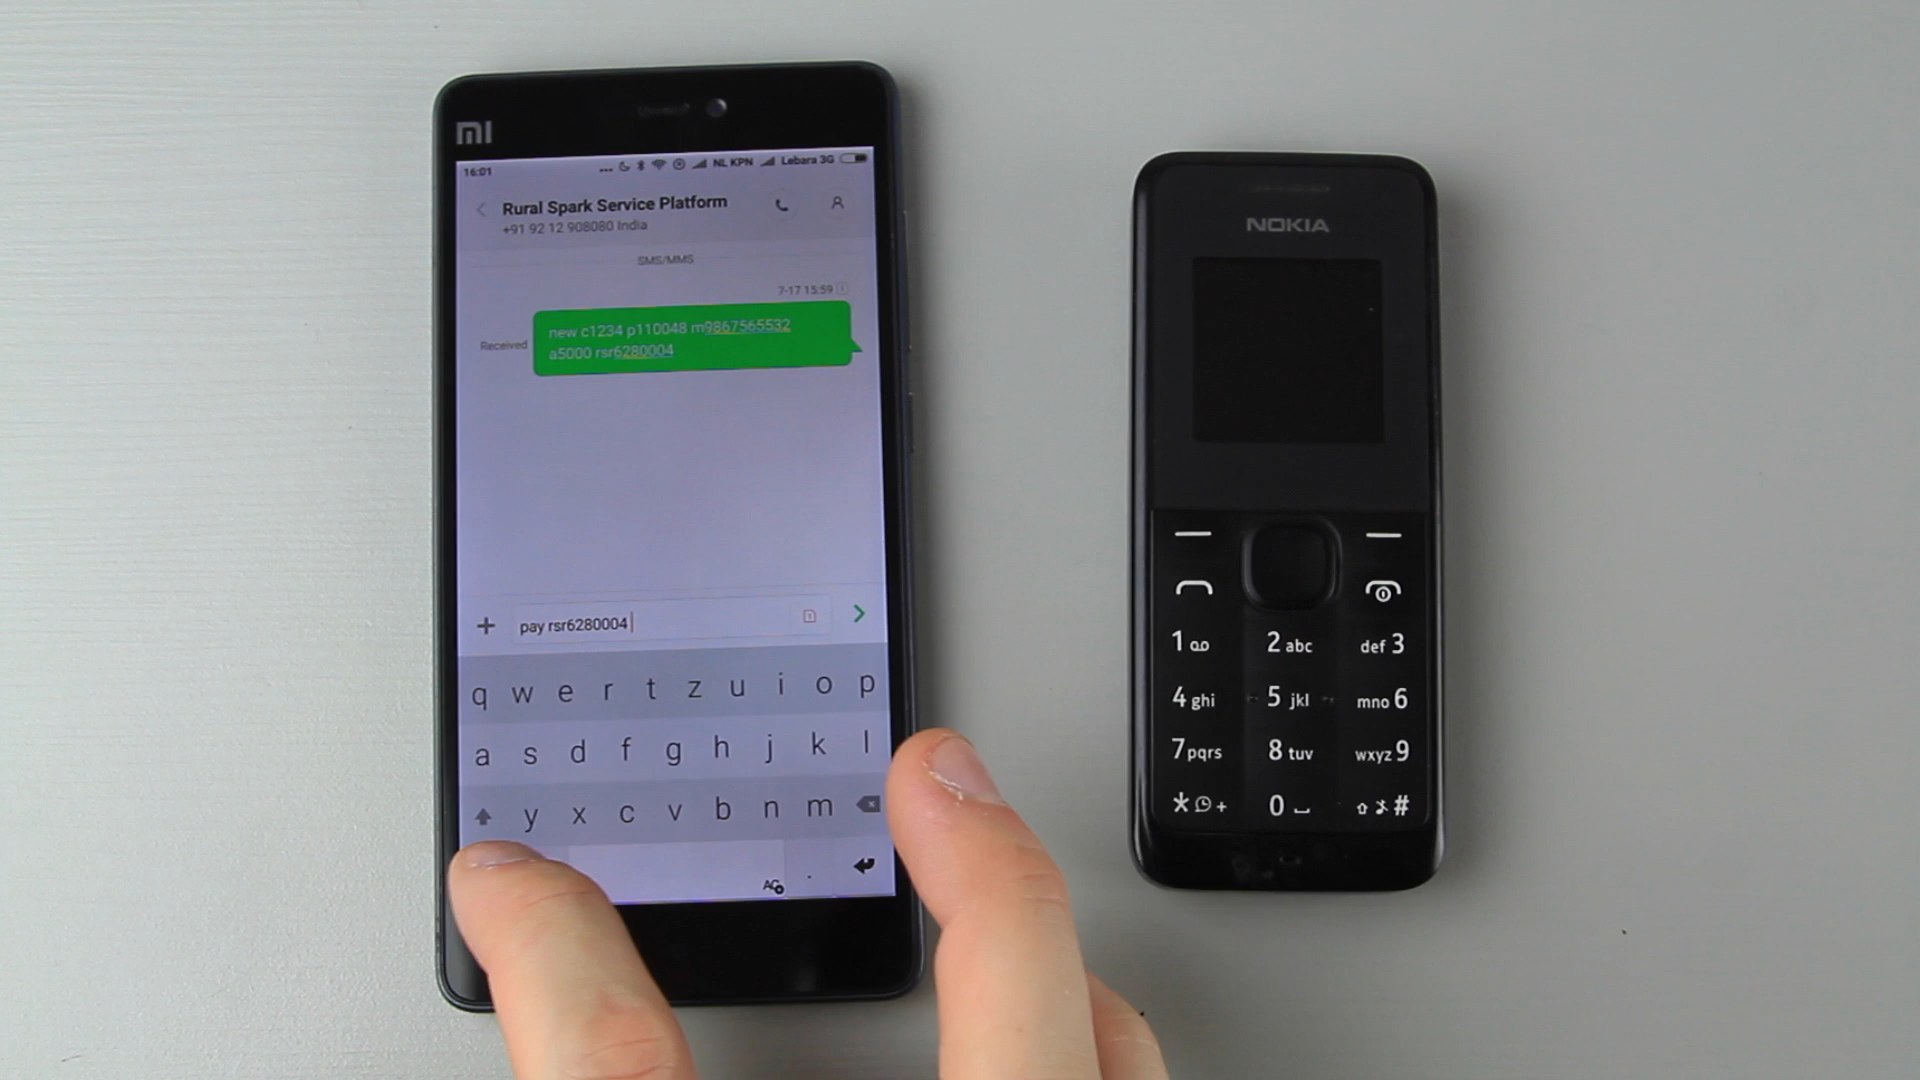 mi
16:01 ... NL KPN Lebara 3G
Rural Spark Service Platform
+91 92 12 908080 India
SMS/MMS
7-17 15:59
Received
new c1234 p110048 m9867565532
a5000 rsr6280004
pay rsr6280004
q w e r t z u i o p
a s d f g h j k l
y x c v b n m
.
NOKIA
1
2 abc
def 3
4 ghi
5 jkl
mno 6
7 pqrs
8 tuv
wxyz 9
* +
0
#